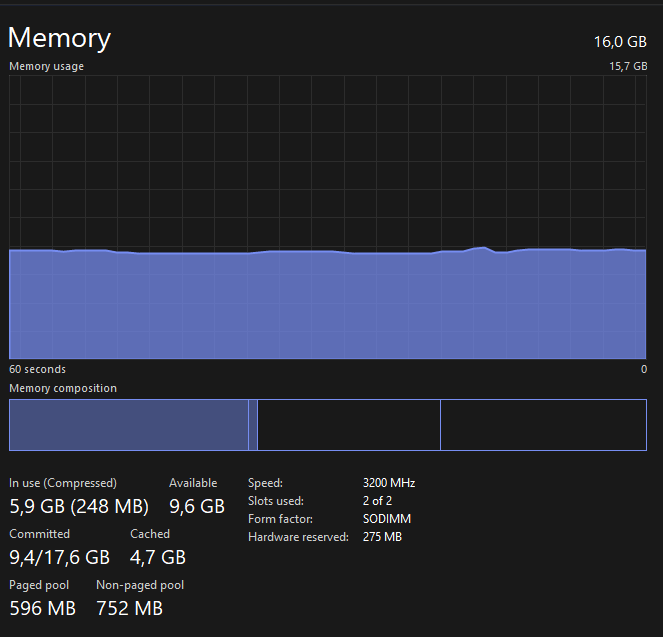 Memory
16,0 GB
Memory usage
15,7 GB
60 seconds
0
Memory composition
In use (Compressed)
5,9 GB (248 MB)
Available
9,6 GB
Committed
9,4/17,6 GB
Cached
4,7 GB
Paged pool
596 MB
Non-paged pool
752 MB
Speed: 3200 MHz
Slots used: 2 of 2
Form factor: SODIMM
Hardware reserved: 275 MB